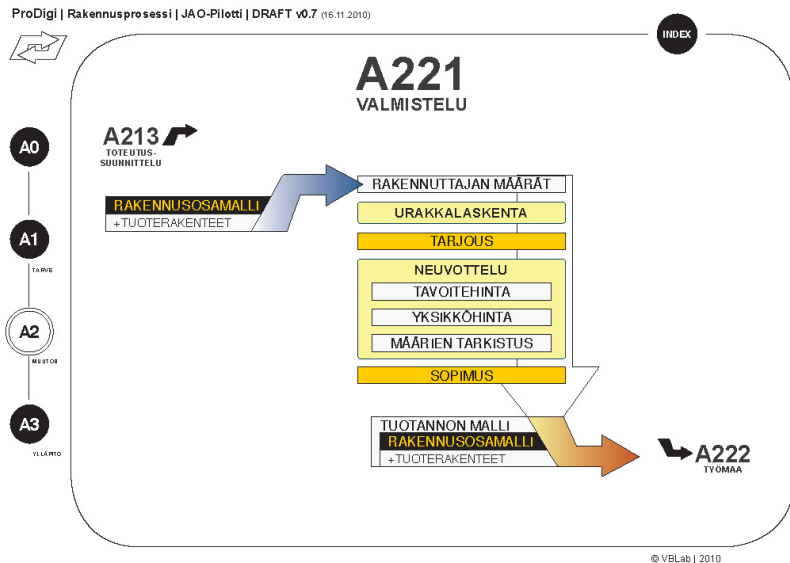 ProDigi | Rakennusprosessi | JAO-Pilotti | DRAFT v0.7 (16.11.2010)
INDEX
A221
VALMISTELU
A213
TOTEUTUS-
SUUNNITTELU
A0
RAKENNUTTAJAN MÄÄRÄT
RAKENNUSOSAMALLI
+TUOTERAKENTEET
URAKKALASKENTA
A1
TARVE
TARJOUS
NEUVOTTELU
TAVOITEHINTA
YKSIKKÖHINTA
MÄÄRIEN TARKISTUS
A2
MUUTOS
SOPIMUS
A3
YLLÄPITO
TUOTANNON MALLI
RAKENNUSOSAMALLI
+TUOTERAKENTEET
A222
TYÖMAA
© VBLab | 2010